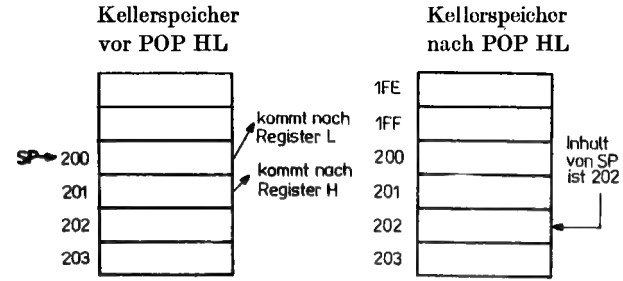 Kellerspeicher
vor POP HL
SP 200
201
202
203
kommt nach
Register L
kommt nach
Register H
Kellorspeichor
nach POP HL
1FE
1FF
200
201
202
203
Inhalt
von SP
ist 202